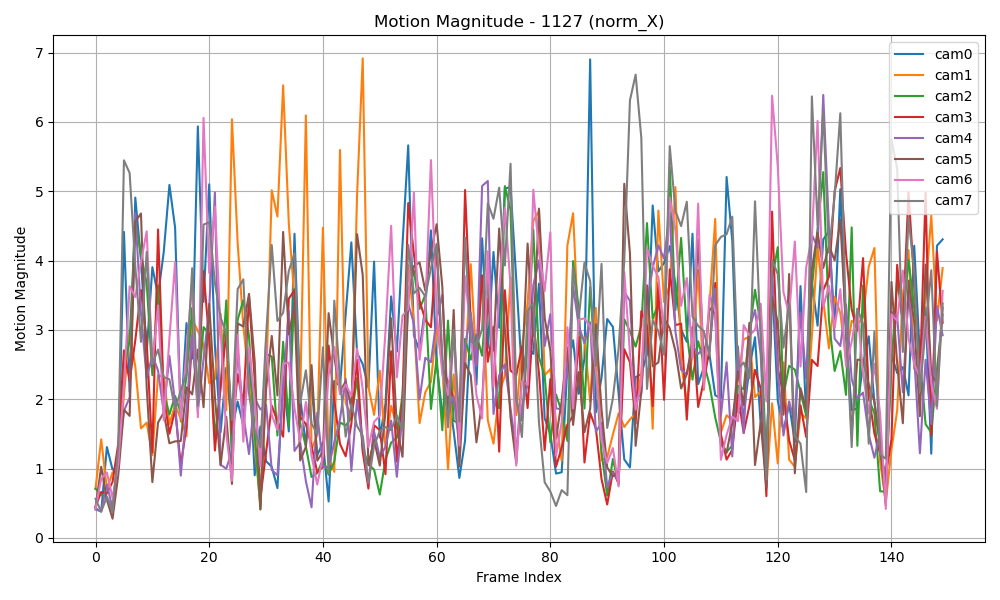 Motion Magnitude - 1127 (norm_X)
Motion Magnitude
7
6
5
4
3
2
1
0
0
20
40
60
80
100
120
140
Frame Index
cam0
cam1
cam2
cam3
cam4
cam5
cam6
cam7